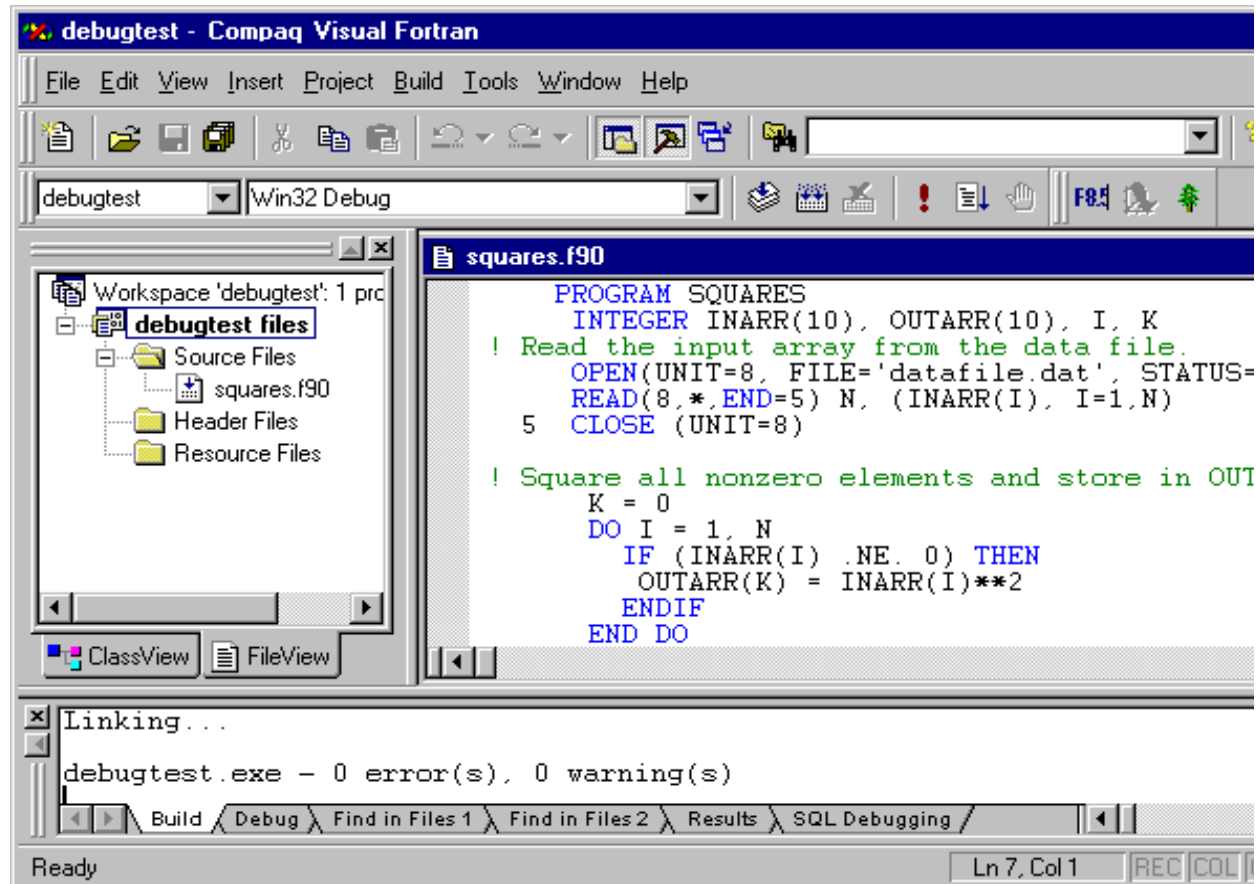 debugtest - Compaq Visual Fortran
File Edit View Insert Project Build Tools Window Help
debugtest Win32 Debug F8.5
Workspace 'debugtest': 1 pro
debugtest files
Source Files
squares.f90
Header Files
Resource Files
ClassView FileView
squares.f90
PROGRAM SQUARES
INTEGER INARR(10), OUTARR(10), I, K
! Read the input array from the data file.
OPEN(UNIT=8, FILE='datafile.dat', STATUS=
READ(8,*,END=5) N, (INARR(I), I=1,N)
5 CLOSE (UNIT=8)
! Square all nonzero elements and store in OUT
K = 0
DO I = 1, N
IF (INARR(I) .NE. 0) THEN
OUTARR(K) = INARR(I)**2
ENDIF
END DO
Linking...
debugtest.exe - 0 error(s), 0 warning(s)
Build Debug Find in Files 1 Find in Files 2 Results SQL Debugging
Ready Ln 7, Col 1 REC COL